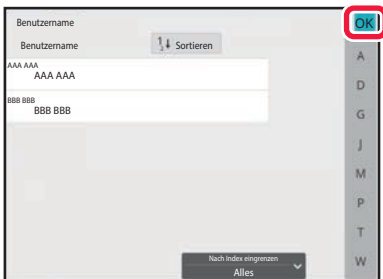 Benutzername
OK
Benutzername
Sortieren
AAA AAA
AAA AAA
BBB BBB
BBB BBB
A
D
G
J
M
P
T
W
Nach Index eingrenzen
Alles